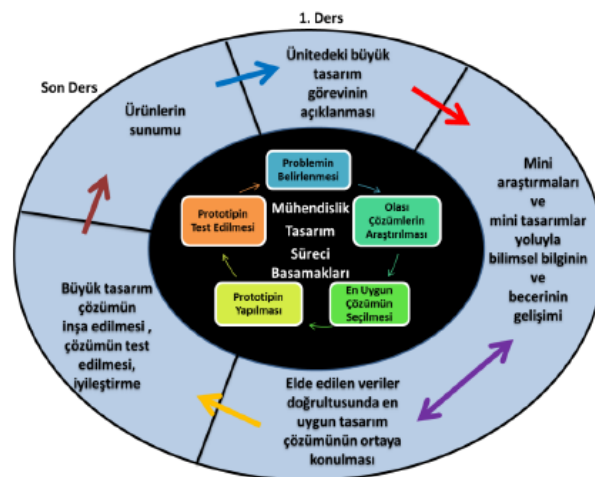 1. Ders
Ünitedeki büyük
tasarım
görevinin
açıklanması
Son Ders
Ürünlerin
sunumu
Mini
araştırmaları
ve
mini tasarımlar
yoluyla
bilimsel bilginin
ve
becerinin
gelişimi
Problemin
Belirlenmesi
Mühendislik
Tasarım
Süreci
Basamakları
Olası
Çözümlerin
Araştırılması
En Uygun
Çözümün
Seçilmesi
Prototipin
Yapılması
Prototipin
Test Edilmesi
Elde edilen veriler
doğrultusunda en
uygun tasarım
çözümünün ortaya
konulması
Büyük tasarım
çözümün
inşa edilmesi ,
çözümün test
edilmesi,
iyileştirme